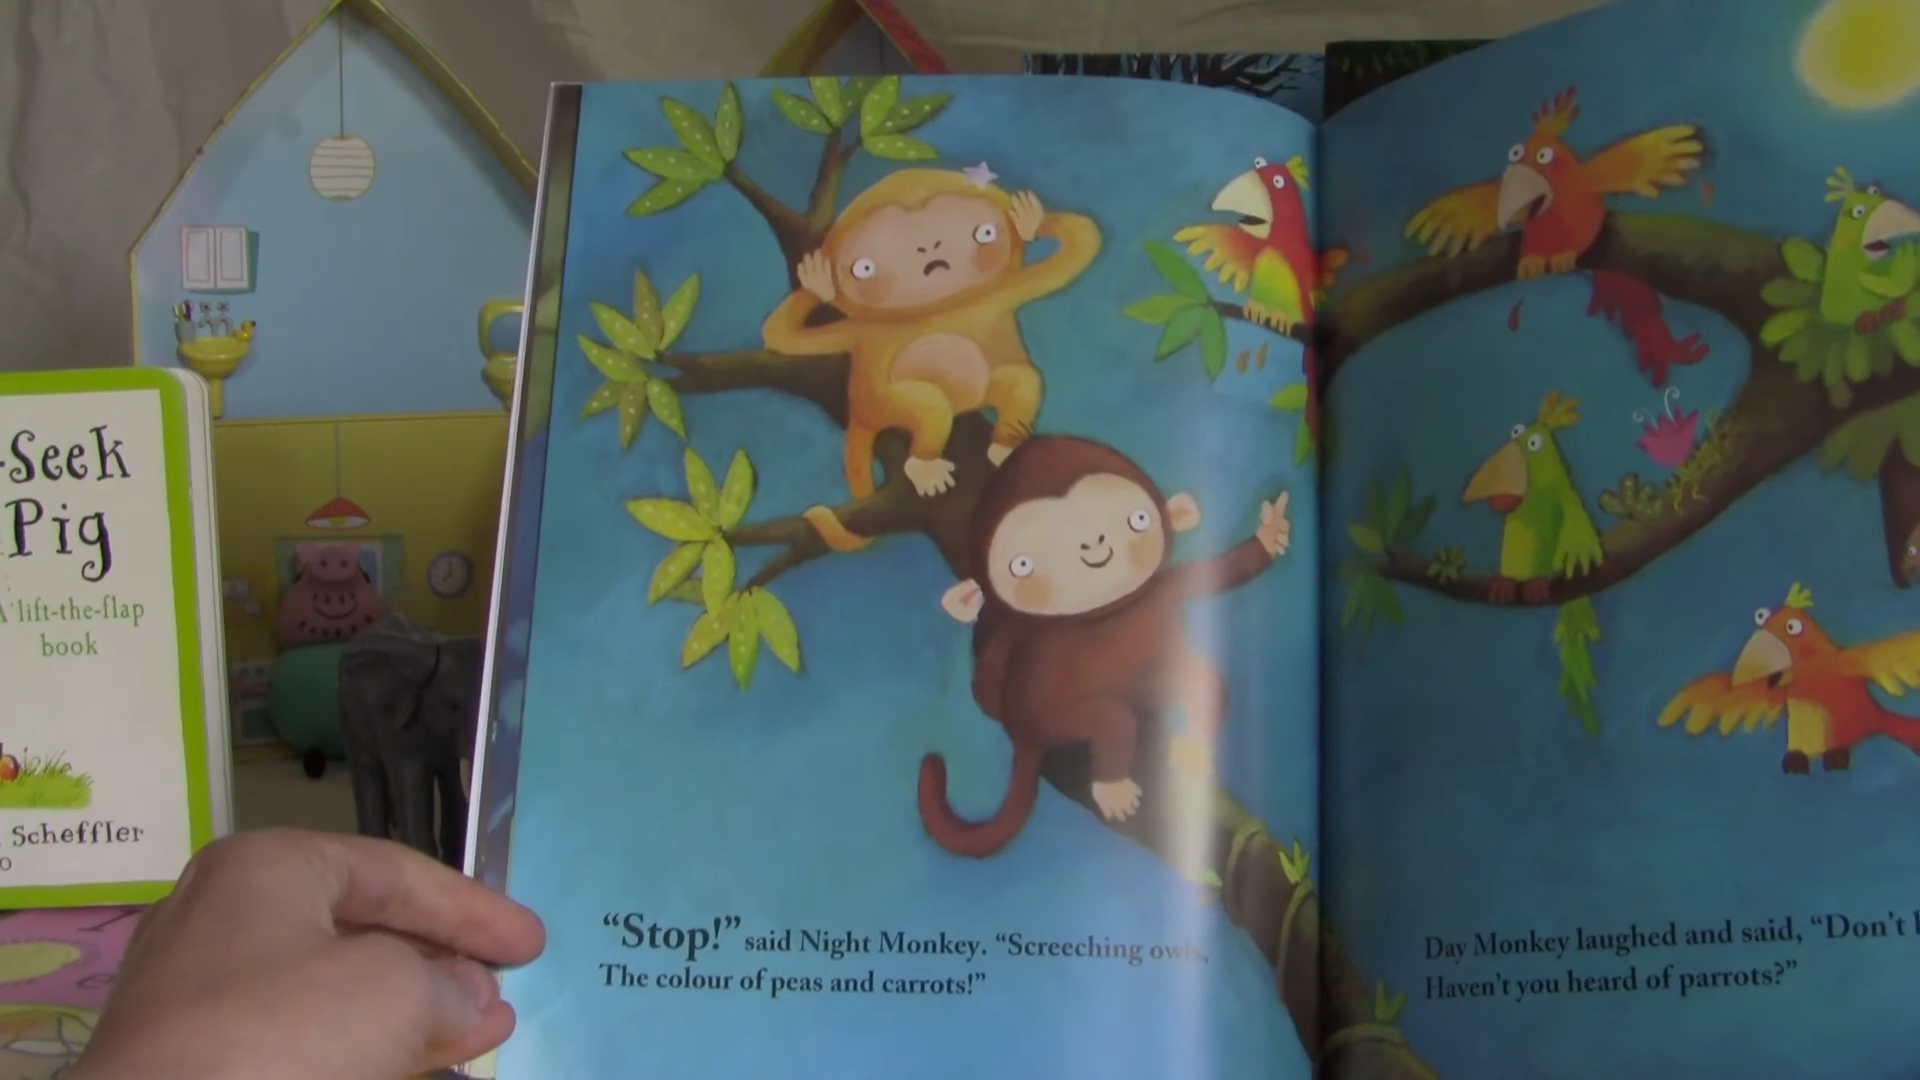 Seek
Pig
A lift-the-flap
book
Scheffler
“Stop!” said Night Monkey. “Screeching owls,
The colour of peas and carrots!”
Day Monkey laughed and said, “Don't
Haven't you heard of parrots?”